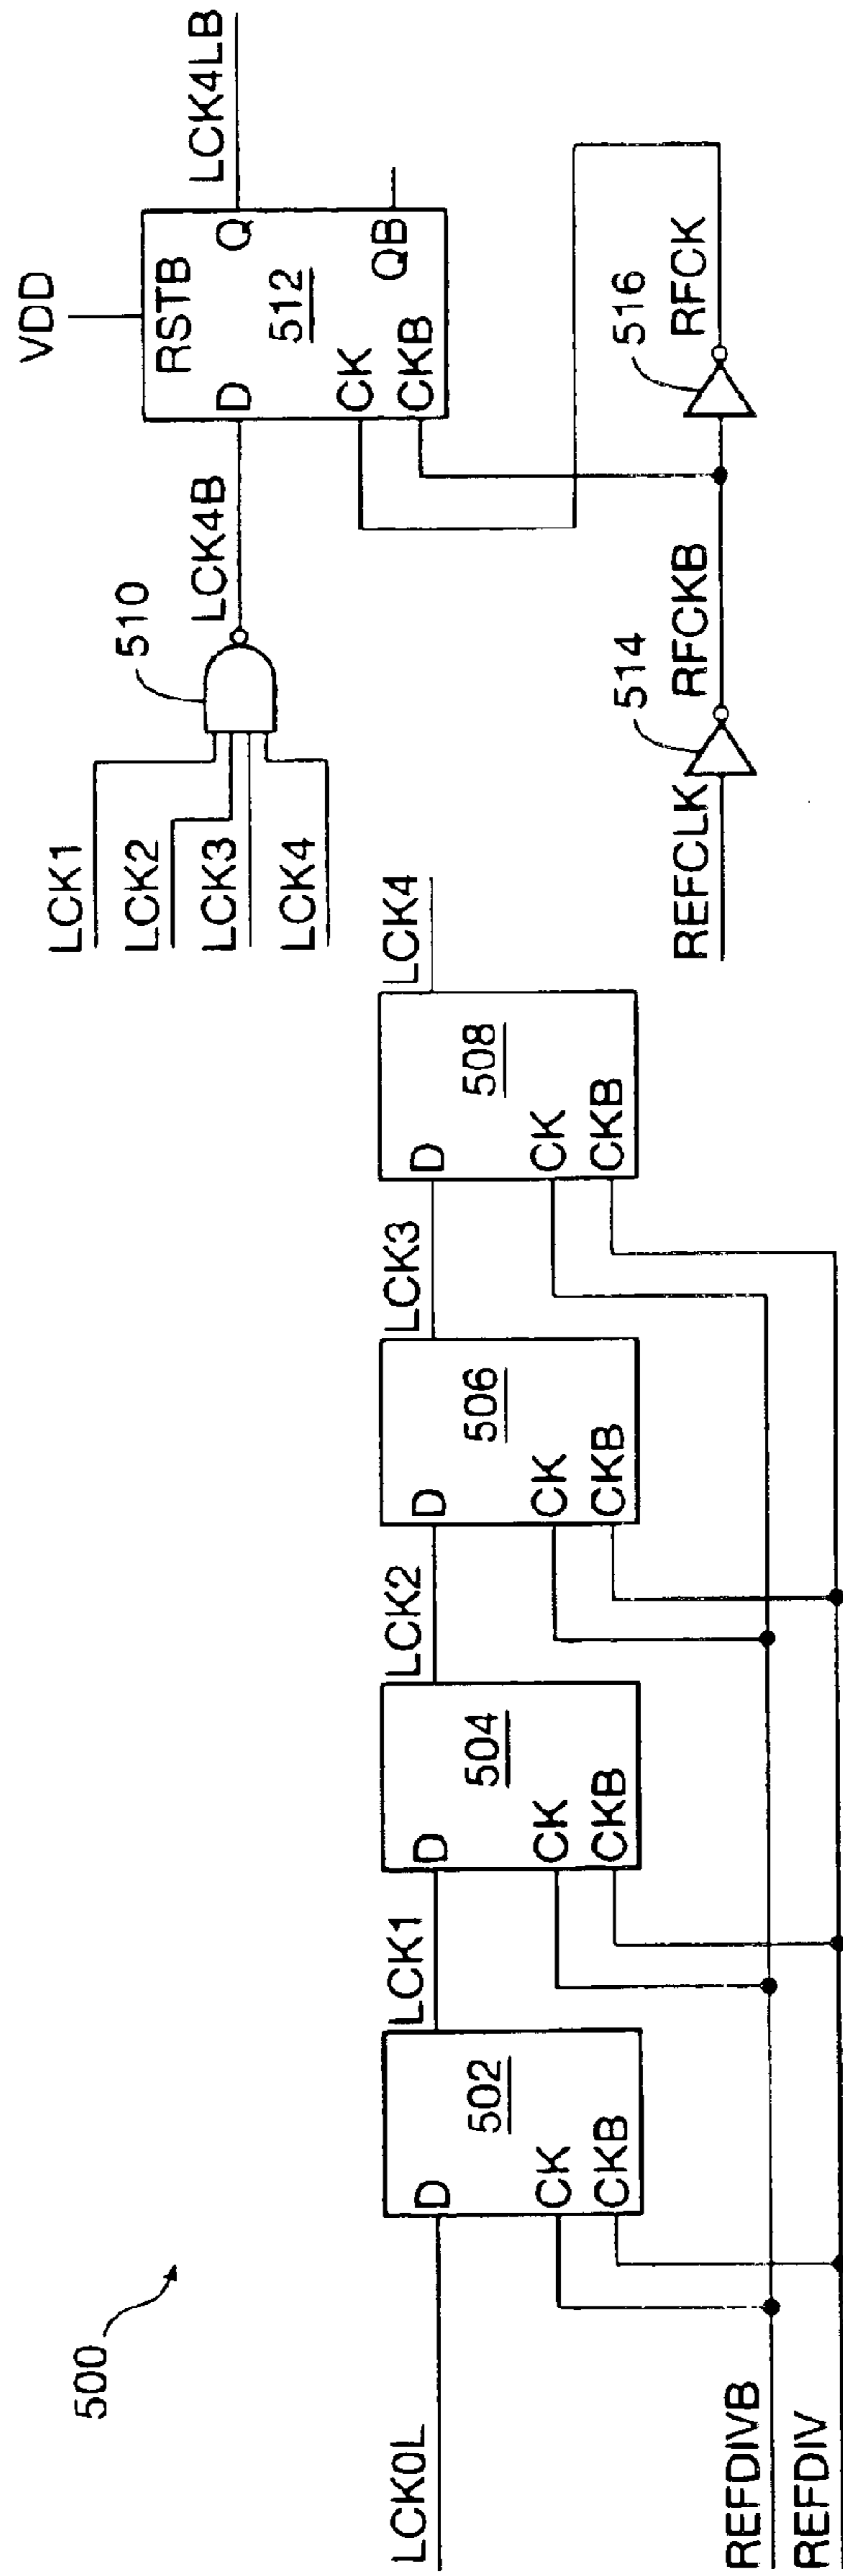 500
LCK0L
D
502
CK
CKB
LCK1
D
504
CK
CKB
LCK2
D
506
CK
CKB
LCK3
D
508
CK
CKB
LCK4
REFDIVB
REFDIV
LCK1
LCK2
LCK3
LCK4
510
LCK4B
VDD
RSTB
D
Q
512
CK
CKB
QB
LCK4LB
REFCLK
514
RFCKB
516
RFCK